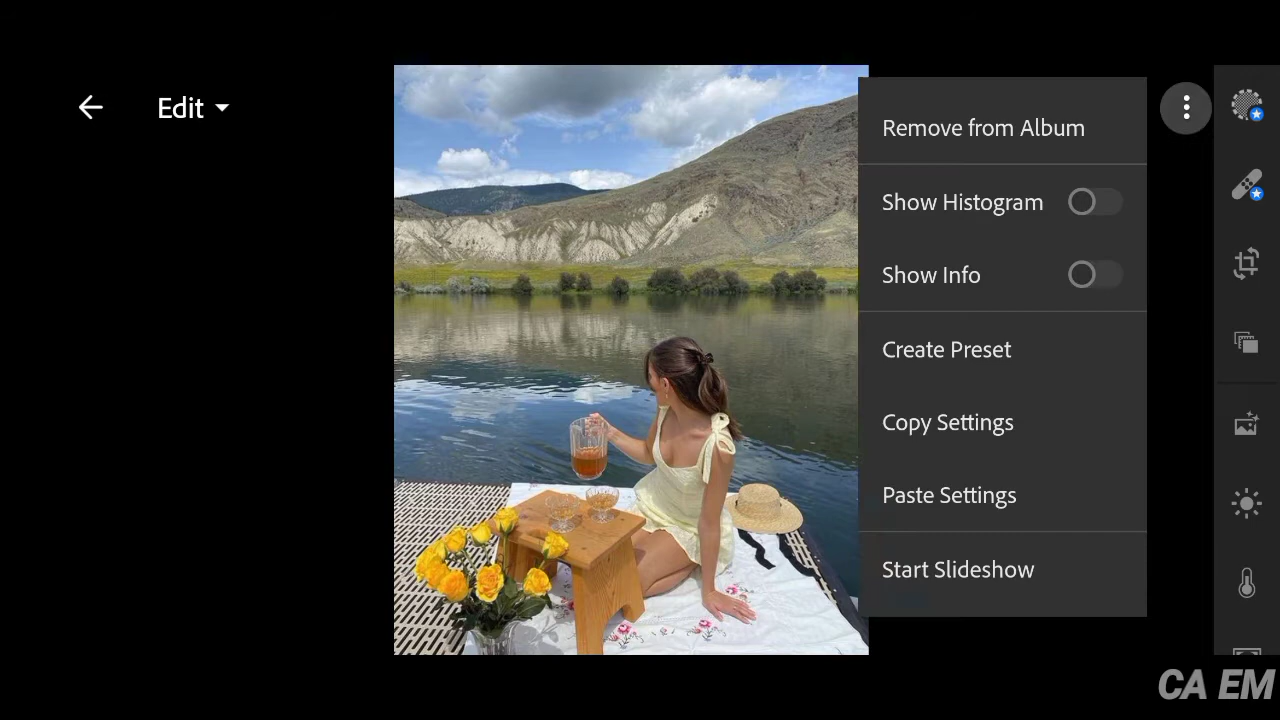 Edit
Remove from Album
Show Histogram
Show Info
Create Preset
Copy Settings
Paste Settings
Start Slideshow
CA EM